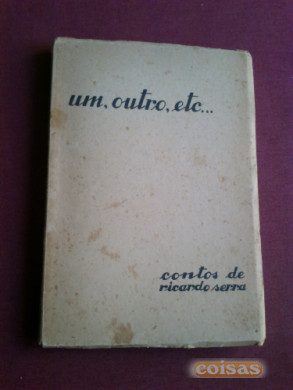 um, outro, etc...
contos de
ricardo serra
coisas